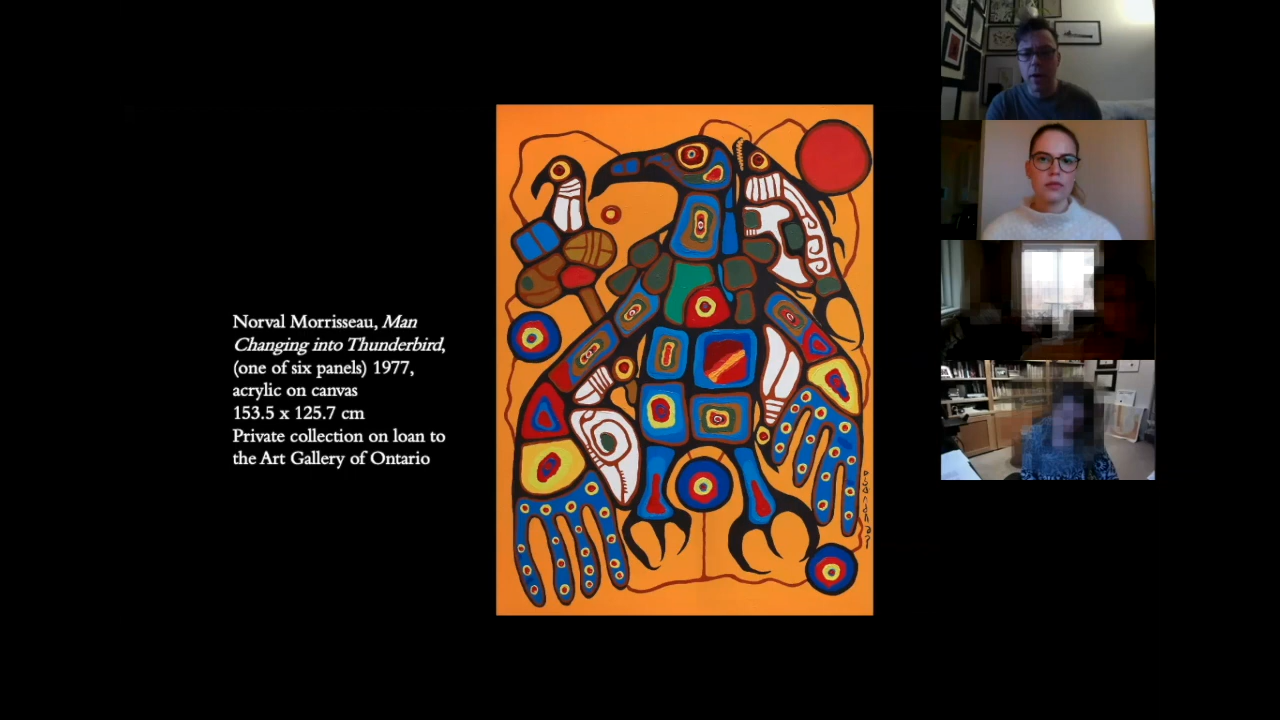 Norval Morrisseau, Man
Changing into Thunderbird,
(one of six panels) 1977,
acrylic on canvas
153.5 x 125.7 cm
Private collection on loan to
the Art Gallery of Ontario